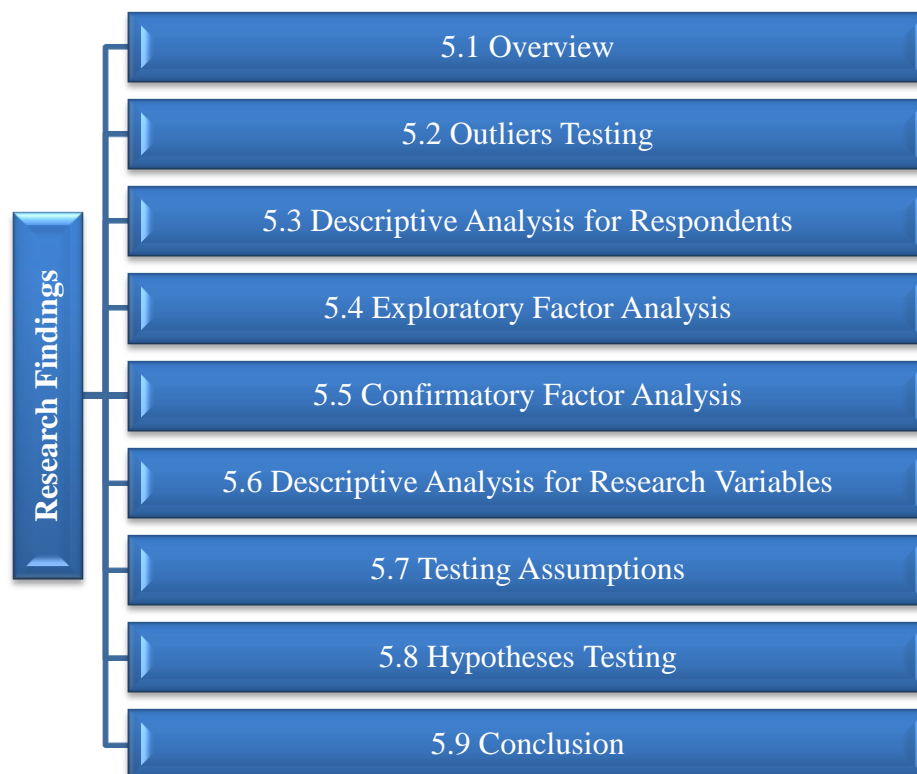 Research Findings
5.1 Overview
5.2 Outliers Testing
5.3 Descriptive Analysis for Respondents
5.4 Exploratory Factor Analysis
5.5 Confirmatory Factor Analysis
5.6 Descriptive Analysis for Research Variables
5.7 Testing Assumptions
5.8 Hypotheses Testing
5.9 Conclusion